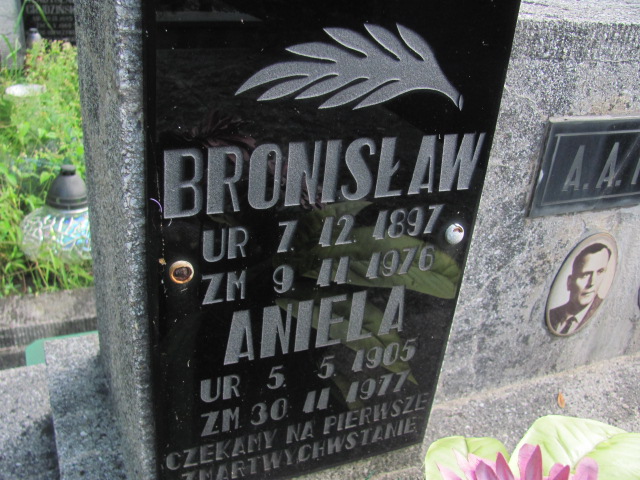 BRONISŁAW
UR 7. 12. 1897
ZM 9. 11 1976
ANIELA
UR 5. 5. 1905
ZM. 30 11. 1977
CZEKAMY NA PIERWSZE
ZMARTWYCHWSTANIE
A. A.